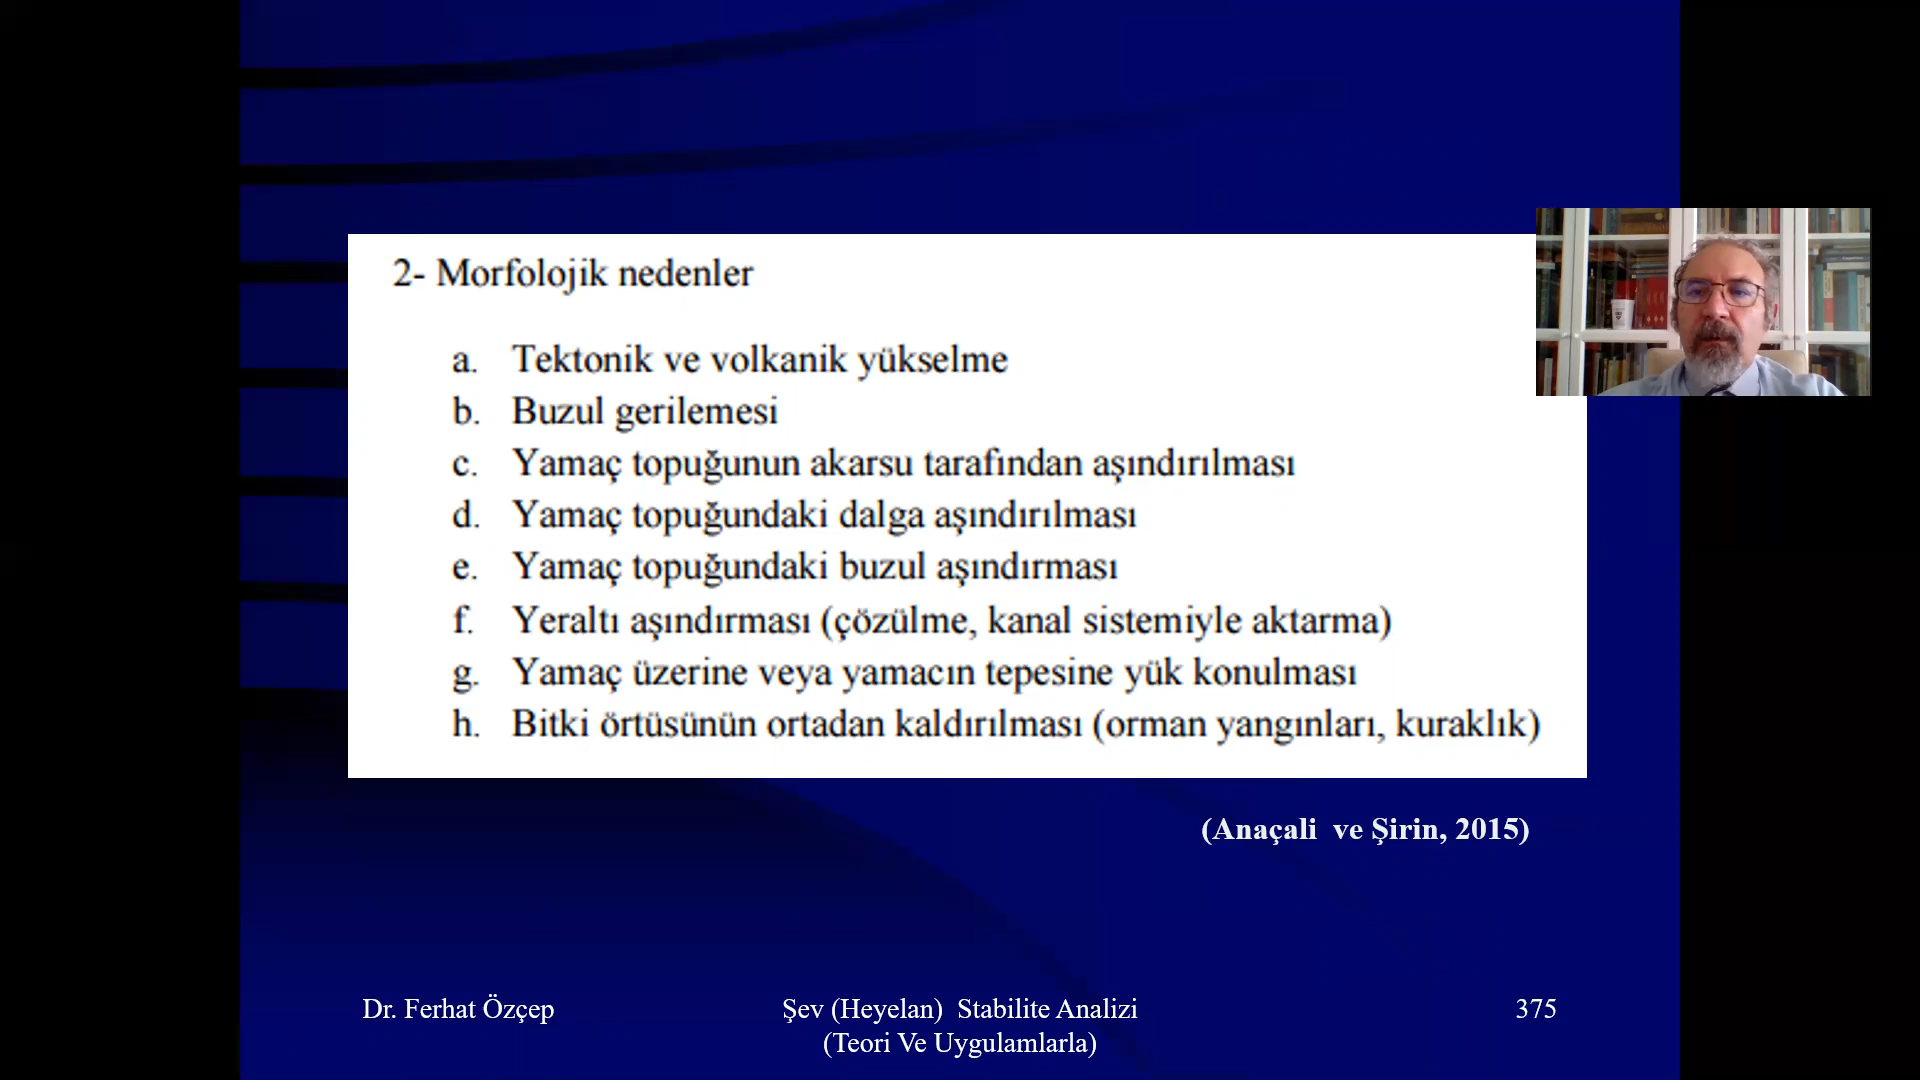 2- Morfolojik nedenler
a. Tektonik ve volkanik yükselme
b. Buzul gerilemesi
c. Yamaç topuğunun akarsu tarafından aşındırılması
d. Yamaç topuğundaki dalga aşındırılması
e. Yamaç topuğundaki buzul aşındırması
f. Yeraltı aşındırması (çözülme, kanal sistemiyle aktarma)
g. Yamaç üzerine veya yamacın tepesine yük konulması
h. Bitki örtüsünün ortadan kaldırılması (orman yangınları, kuraklık)
(Anaçali ve Şirin, 2015)
Dr. Ferhat Özçep
Şev (Heyelan) Stabilite Analizi
(Teori Ve Uygulamlarla)
375